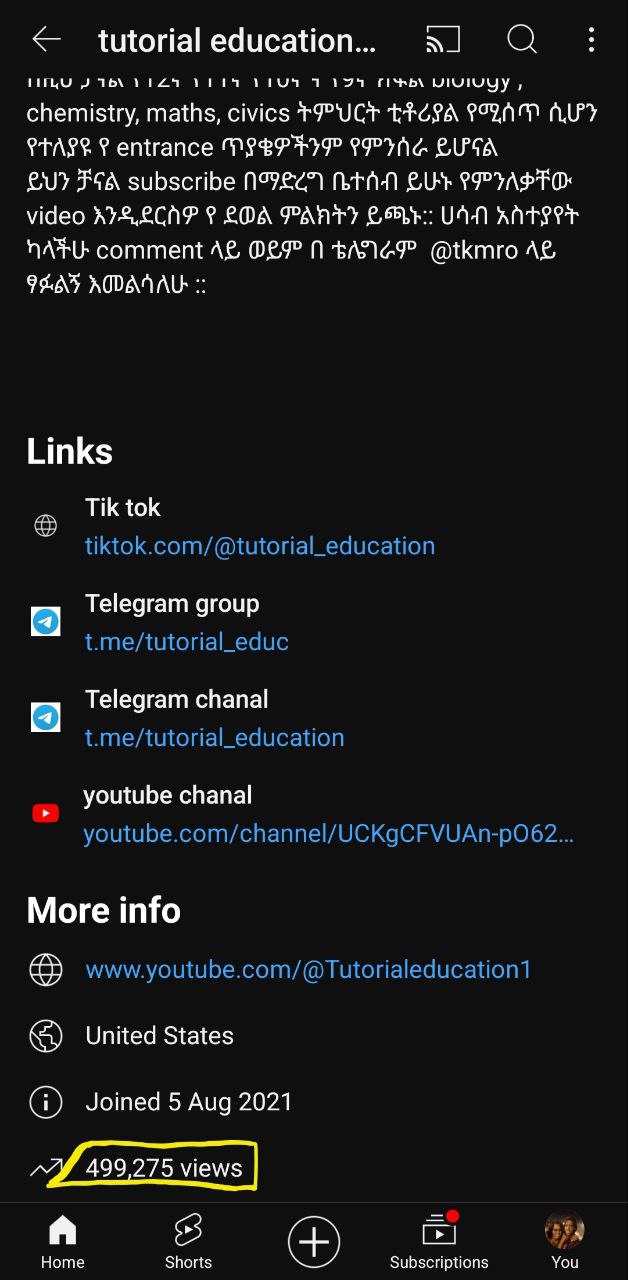 tutorial education...
biology ,
chemistry, maths, civics ትምህርት ቲቶሪያል የሚሰጥ ሲሆን
የተለያዩ የ entrance ጥያቄዎችንም የምንሰራ ይሆናል
ይህን ቻናል subscribe በማድረግ ቤተሰብ ይሁኑ የምንለቃቸው
video እንዲደርስዎ የ ደወል ምልክትን ይጫኑ:: ሀሳብ አስተያየት
ካላችሁ comment ላይ ወይም በ ቴሌግራም @tkmro ላይ
ፃፉልኝ እመልሳለሁ ::
Links
Tik tok
tiktok.com/@tutorial_education
Telegram group
t.me/tutorial_educ
Telegram chanal
t.me/tutorial_education
youtube chanal
youtube.com/channel/UCKgCFVUAn-pO62...
More info
www.youtube.com/@Tutorialeducation1
United States
Joined 5 Aug 2021
499,275 views
Home
Shorts
Subscriptions
You